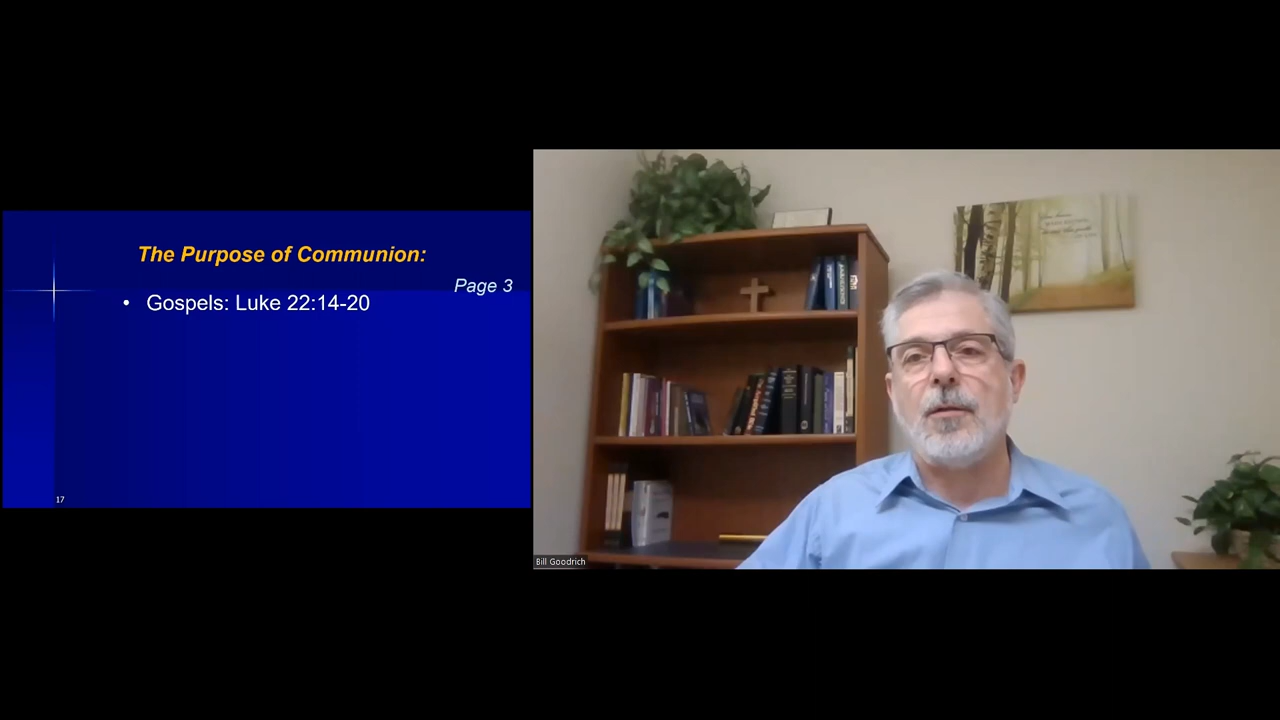 The Purpose of Communion:
Page 3
• Gospels: Luke 22:14-20
17
Bill Goodrich